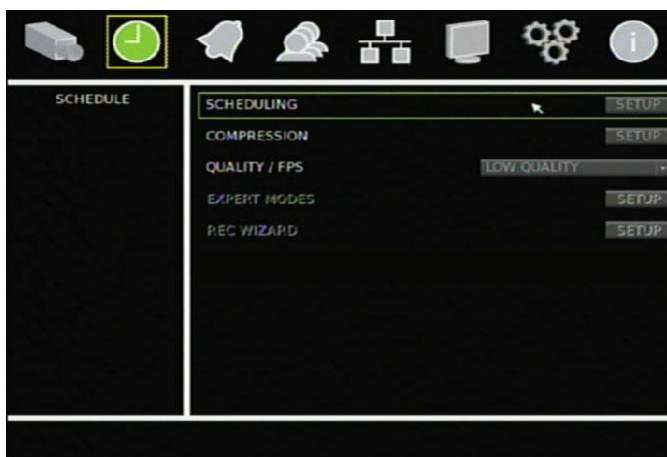 SCHEDULE
SCHEDULING SETUP
COMPRESSION SETUP
QUALITY / FPS LOW QUALITY
EXPERT MODES SETUP
REC WIZARD SETUP